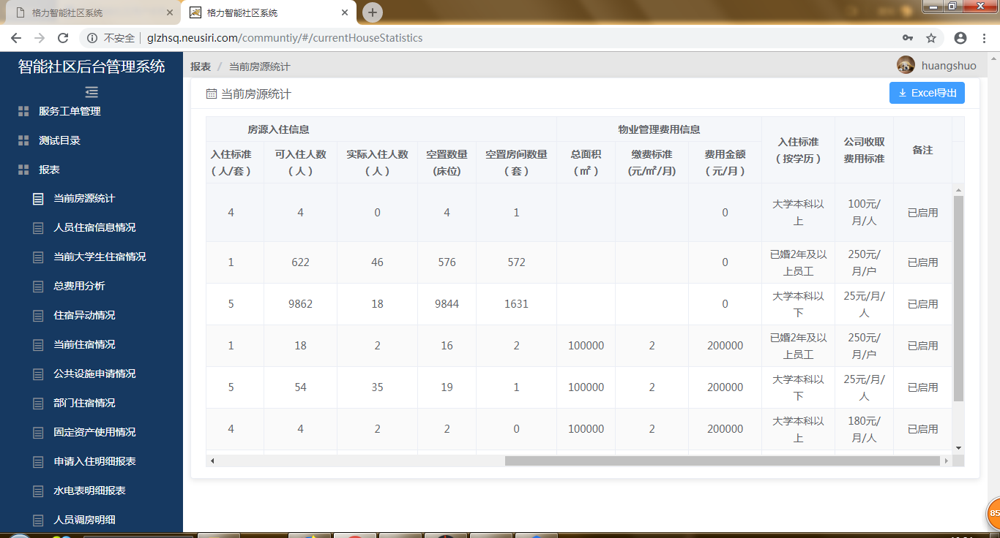 格力智能社区系统
格力智能社区系统
不安全 glzhsq.neusiri.com/communtiy/#/currentHouseStatistics
智能社区后台管理系统
服务工单管理
测试目录
报表
当前房源统计
人员住宿信息情况
当前大学生住宿情况
总费用分析
住宿异动情况
当前住宿情况
公共设施申请情况
部门住宿情况
固定资产使用情况
申请入住明细报表
水电表明细报表
人员调房明细
报表 / 当前房源统计
huangshuo
当前房源统计
Excel导出
房源入住信息 物业管理费用信息
入住标准 可入住人数 实际入住人数 空置数量 空置房间数量 总面积 缴费标准 费用金额 入住标准 公司收取 备注
（人/套） （人） （人） (床位) （套） （㎡） (元/㎡/月) （元/月） （按学历） 费用标准
4 4 0 4 1 0 大学本科以 100元/ 已启用
上 月/人
1 622 46 576 572 0 已婚2年及以 250元/ 已启用
上员工 月/户
5 9862 18 9844 1631 0 大学本科以 25元/月/ 已启用
下 人
1 18 2 16 2 100000 2 200000 已婚2年及以 250元/ 已启用
上员工 月/户
5 54 35 19 1 100000 2 200000 大学本科以 25元/月/ 已启用
下 人
4 4 2 2 0 100000 2 200000 大学本科以 180元/ 已启用
上 月/人
85